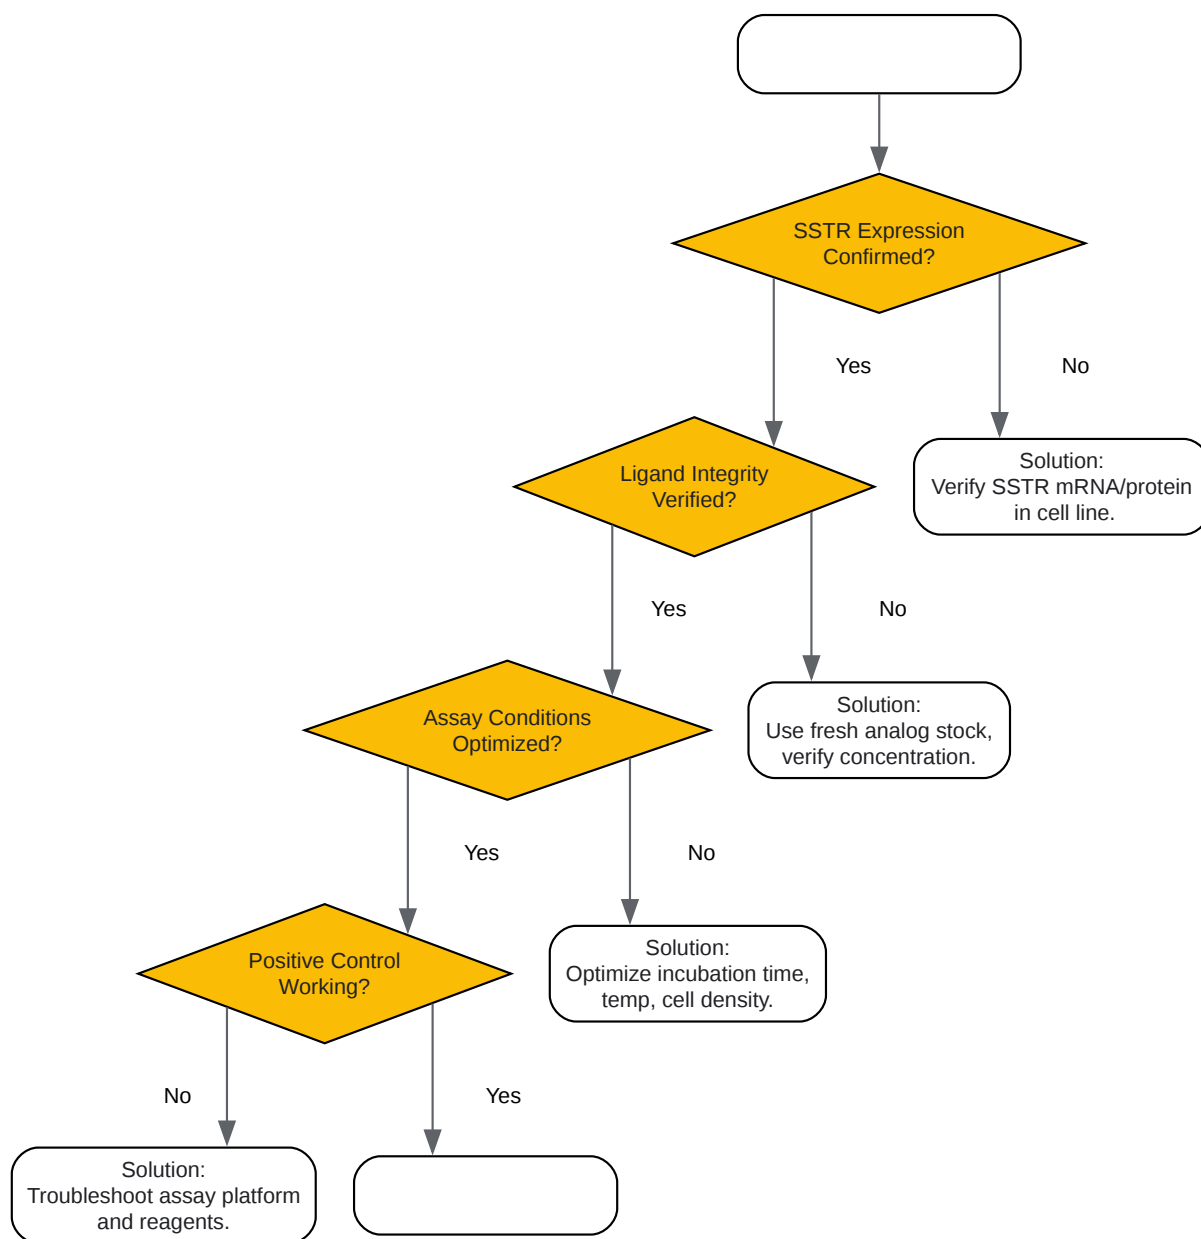 SSTR Expression
Confirmed?
Yes
No
Ligand Integrity
Verified?
Solution:
Verify SSTR mRNA/protein
in cell line.
Yes
No
Assay Conditions
Optimized?
Solution:
Use fresh analog stock,
verify concentration.
Yes
No
Positive Control
Working?
Solution:
Optimize incubation time,
temp, cell density.
No
Yes
Solution:
Troubleshoot assay platform
and reagents.